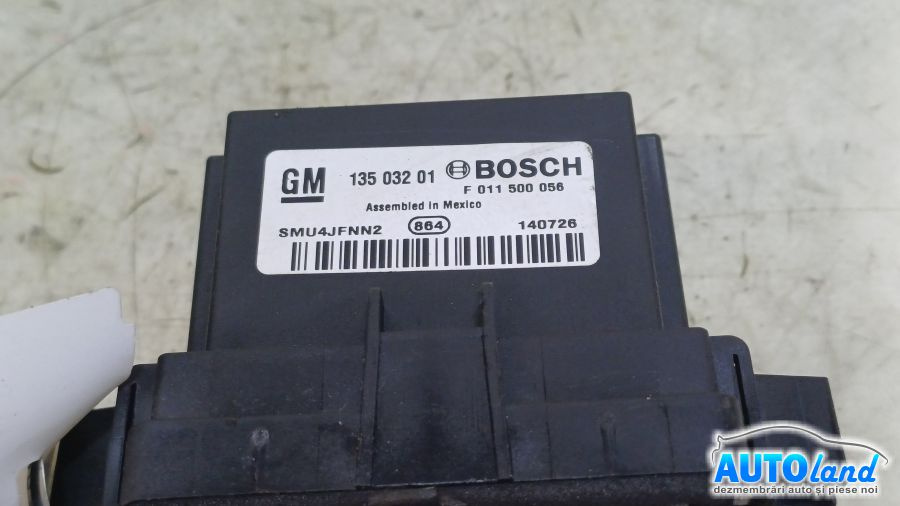 GM 135 032 01 BOSCH
F 011 500 056
Assembled in Mexico
SMU4JFNN2 864 140726
AUTOland
dezmembrări auto și piese noi